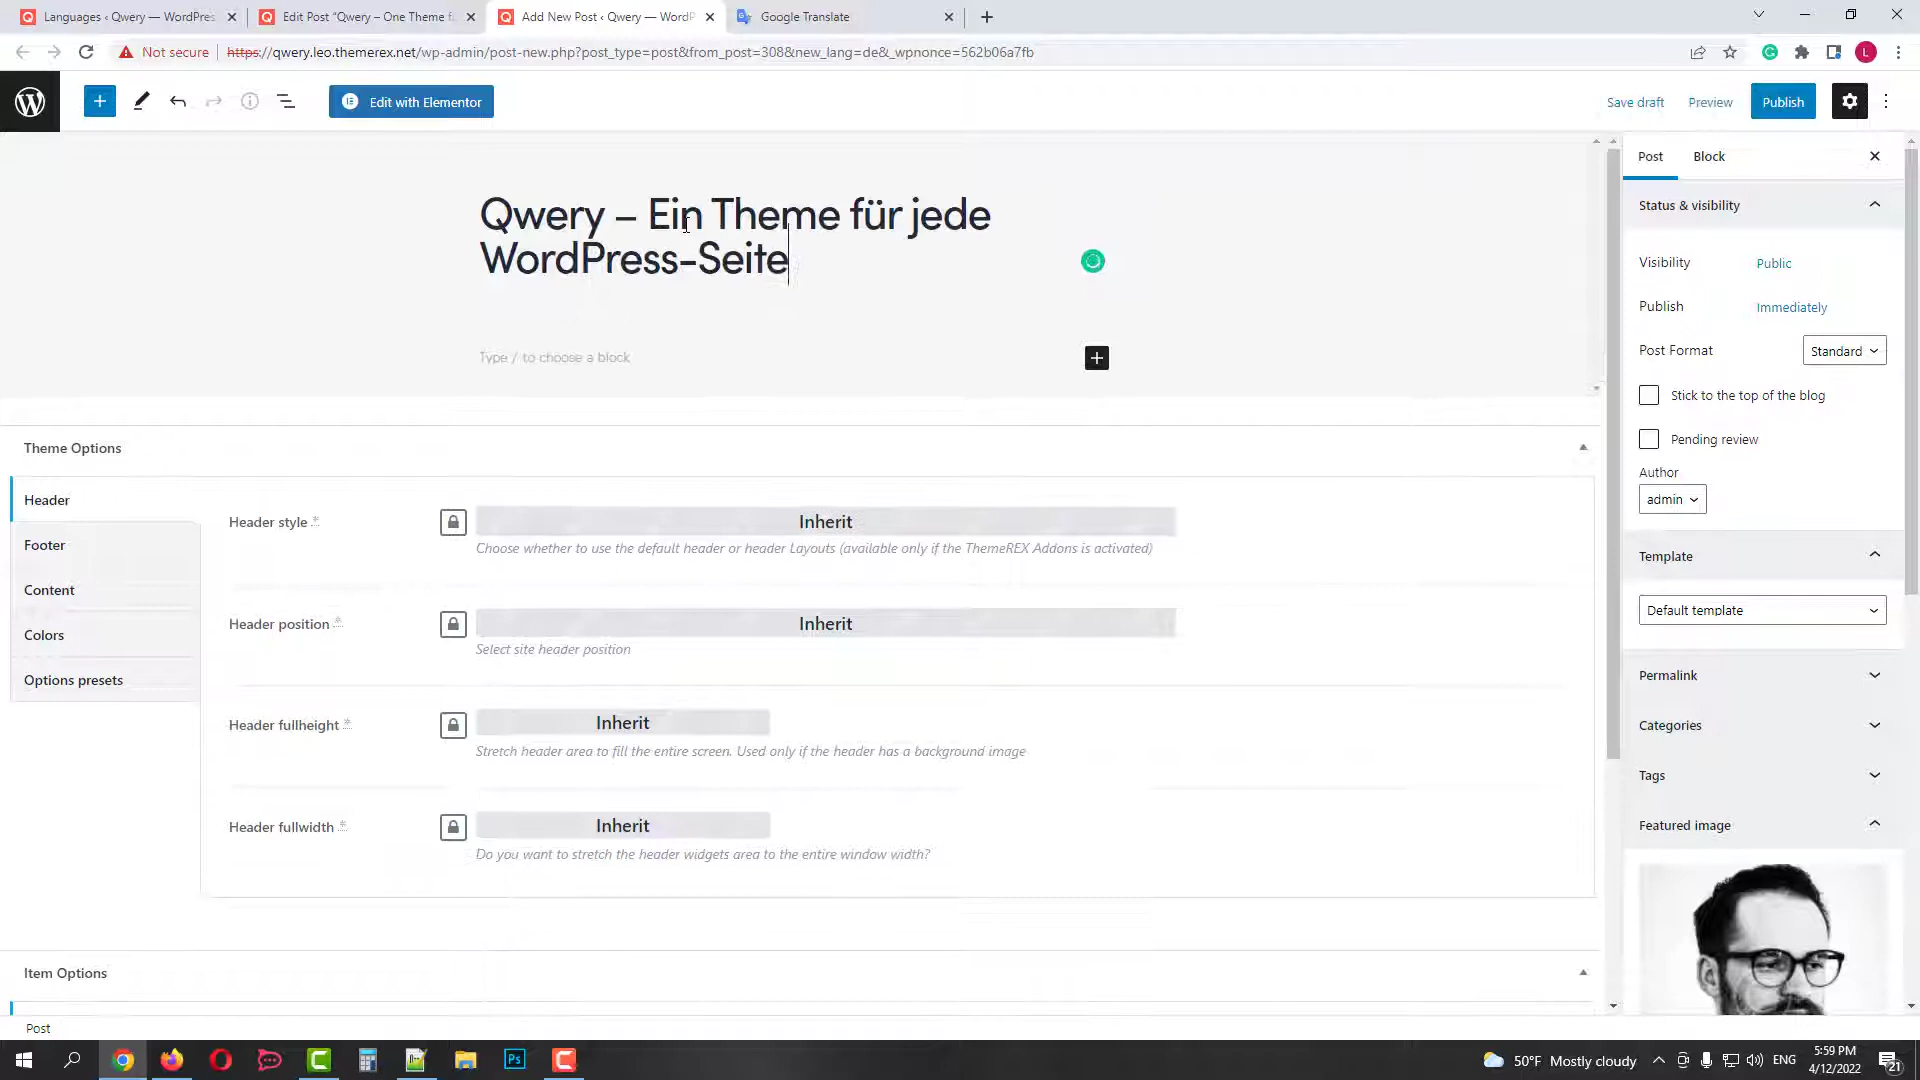 Languages ‹ Qwery — WordPres
Edit Post "Qwery – One Theme f
Add New Post ‹ Qwery — WordP
Google Translate
Not secure
https://qwery.leo.themerex.net/wp-admin/post-new.php?post_type=post&from_post=308&new_lang=de&_wpnonce=562b06a7fb
L
Edit with Elementor
Save draft
Preview
Publish
Qwery – Ein Theme für jede
WordPress-Seite
Type / to choose a block
Post
Block
Status & visibility
Visibility
Public
Publish
Immediately
Post Format
Standard
Stick to the top of the blog
Pending review
Author
admin
Template
Default template
Permalink
Categories
Tags
Featured image
Theme Options
Header
Footer
Content
Colors
Options presets
Header style *
Inherit
Choose whether to use the default header or header Layouts (available only if the ThemeREX Addons is activated)
Header position *
Inherit
Select site header position
Header fullheight *
Inherit
Stretch header area to fill the entire screen. Used only if the header has a background image
Header fullwidth *
Inherit
Do you want to stretch the header widgets area to the entire window width?
Item Options
Post
Ps
50°F Mostly cloudy
ENG
5:59 PM
4/12/2022
21